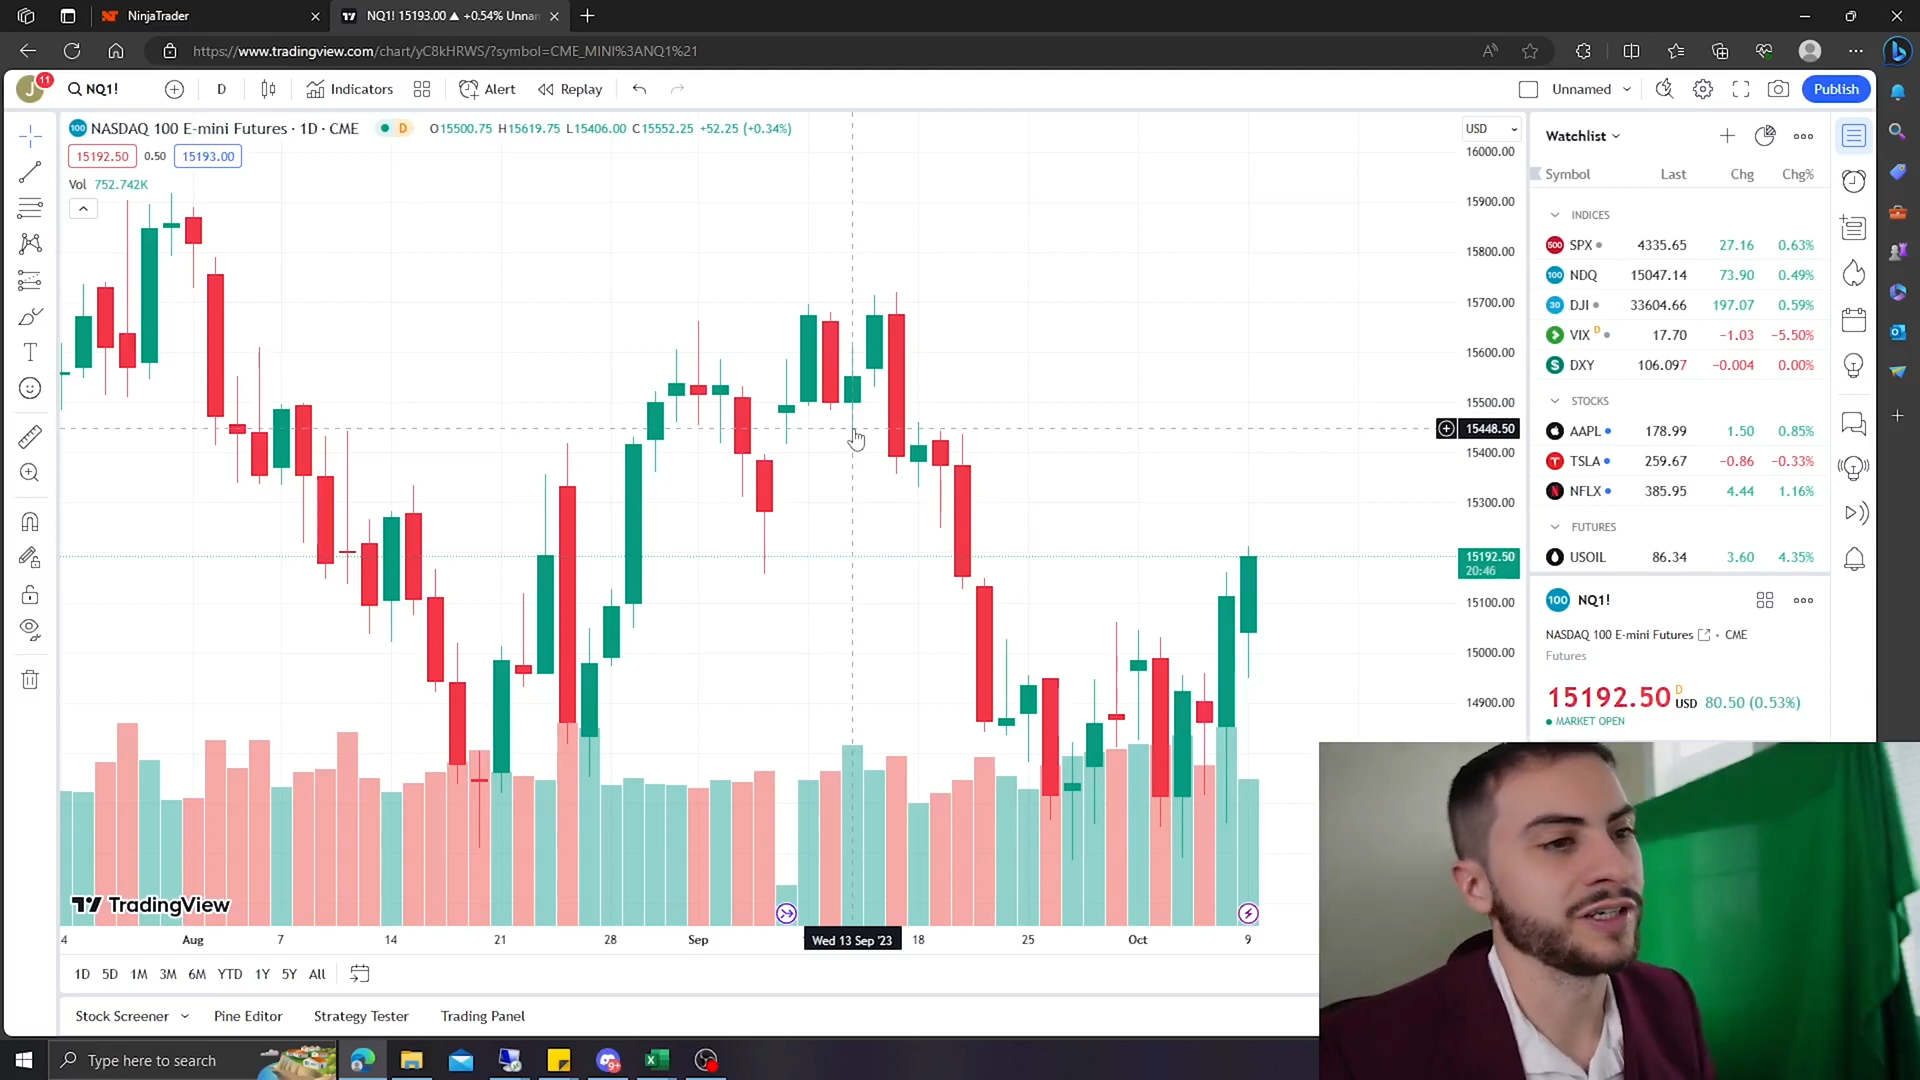 NinjaTrader
NQ1! 15193.00 ▲ +0.54% Unnan
https://www.tradingview.com/chart/yC8kHRWS/?symbol=CME_MINI%3ANQ1%21
J 11 NQ1! D Indicators Alert Replay Unnamed Publish
100 NASDAQ 100 E-mini Futures · 1D · CME D O15500.75 H15619.75 L15406.00 C15552.25 +52.25 (+0.34%)
15192.50 0.50 15193.00
Vol 752.742K
USD
16000.00
15900.00
15800.00
15700.00
15600.00
15500.00
15448.50
15400.00
15300.00
15192.50
20:46
15100.00
15000.00
14900.00
TradingView
4 Aug 7 14 21 28 Sep Wed 13 Sep '23 18 25 Oct 9
1D 5D 1M 3M 6M YTD 1Y 5Y All
Stock Screener Pine Editor Strategy Tester Trading Panel
Watchlist
Symbol Last Chg Chg%
INDICES
500 SPX 4335.65 27.16 0.63%
100 NDQ 15047.14 73.90 0.49%
30 DJI 33604.66 197.07 0.59%
VIX D 17.70 −1.03 −5.50%
$ DXY 106.097 −0.004 0.00%
STOCKS
AAPL 178.99 1.50 0.85%
TSLA 259.67 −0.86 −0.33%
NFLX 385.95 4.44 1.16%
FUTURES
USOIL 86.34 3.60 4.35%
100 NQ1!
NASDAQ 100 E-mini Futures · CME
Futures
15192.50 D USD 80.50 (0.53%)
MARKET OPEN
Type here to search
9+